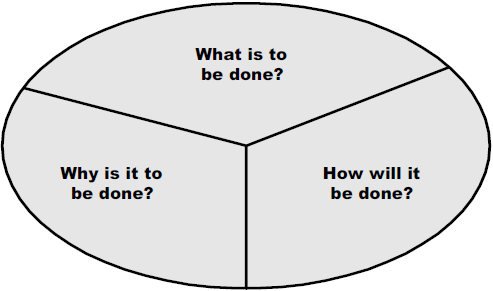 What is to
be done?
Why is it to
be done?
How will it
be done?